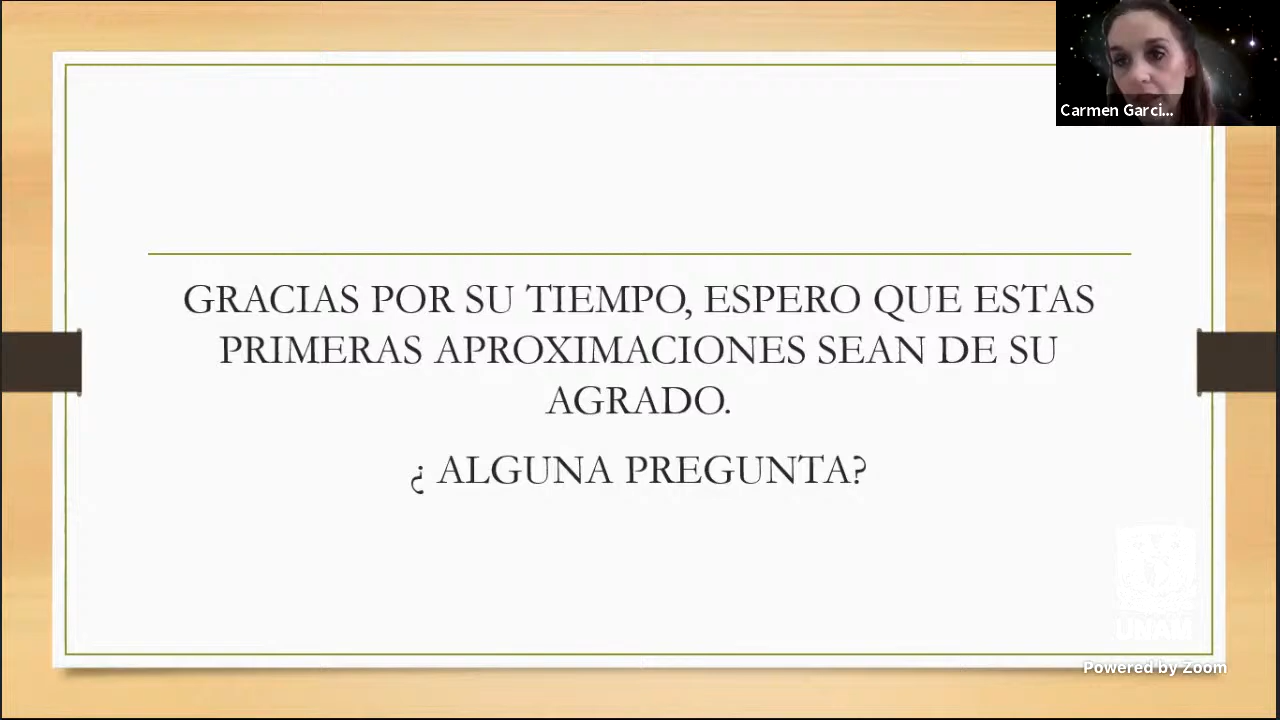 Carmen Garci...
GRACIAS POR SU TIEMPO, ESPERO QUE ESTAS
PRIMERAS APROXIMACIONES SEAN DE SU
AGRADO.
¿ ALGUNA PREGUNTA?
UNAM
Powered by Zoom